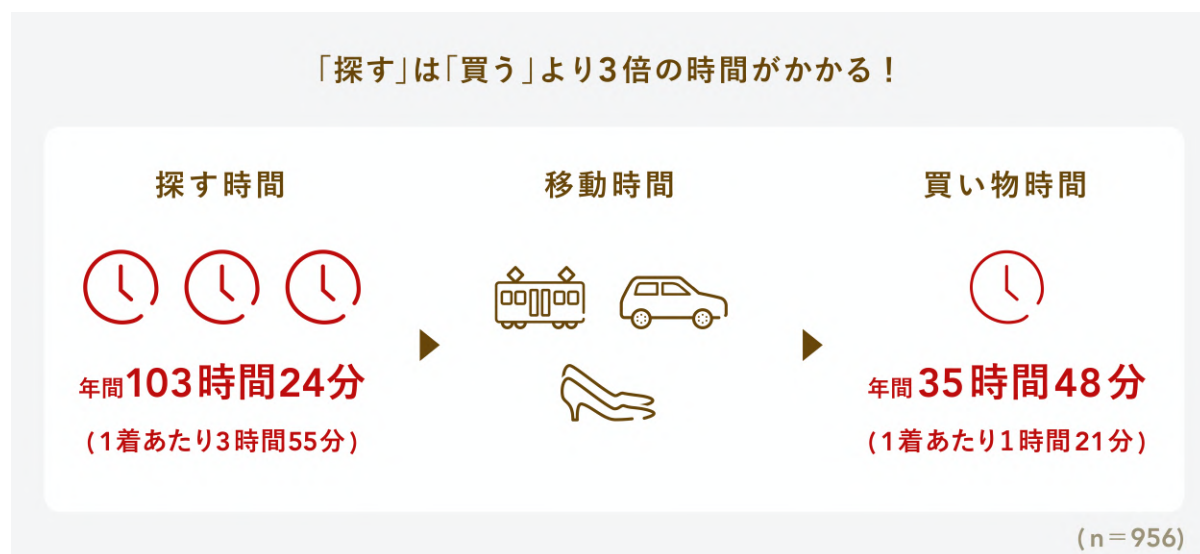 「探す」は「買う」より3倍の時間がかかる！
探す時間
年間103時間24分
(1着あたり3時間55分)
移動時間
買い物時間
年間35時間48分
(1着あたり1時間21分)
(n＝956)